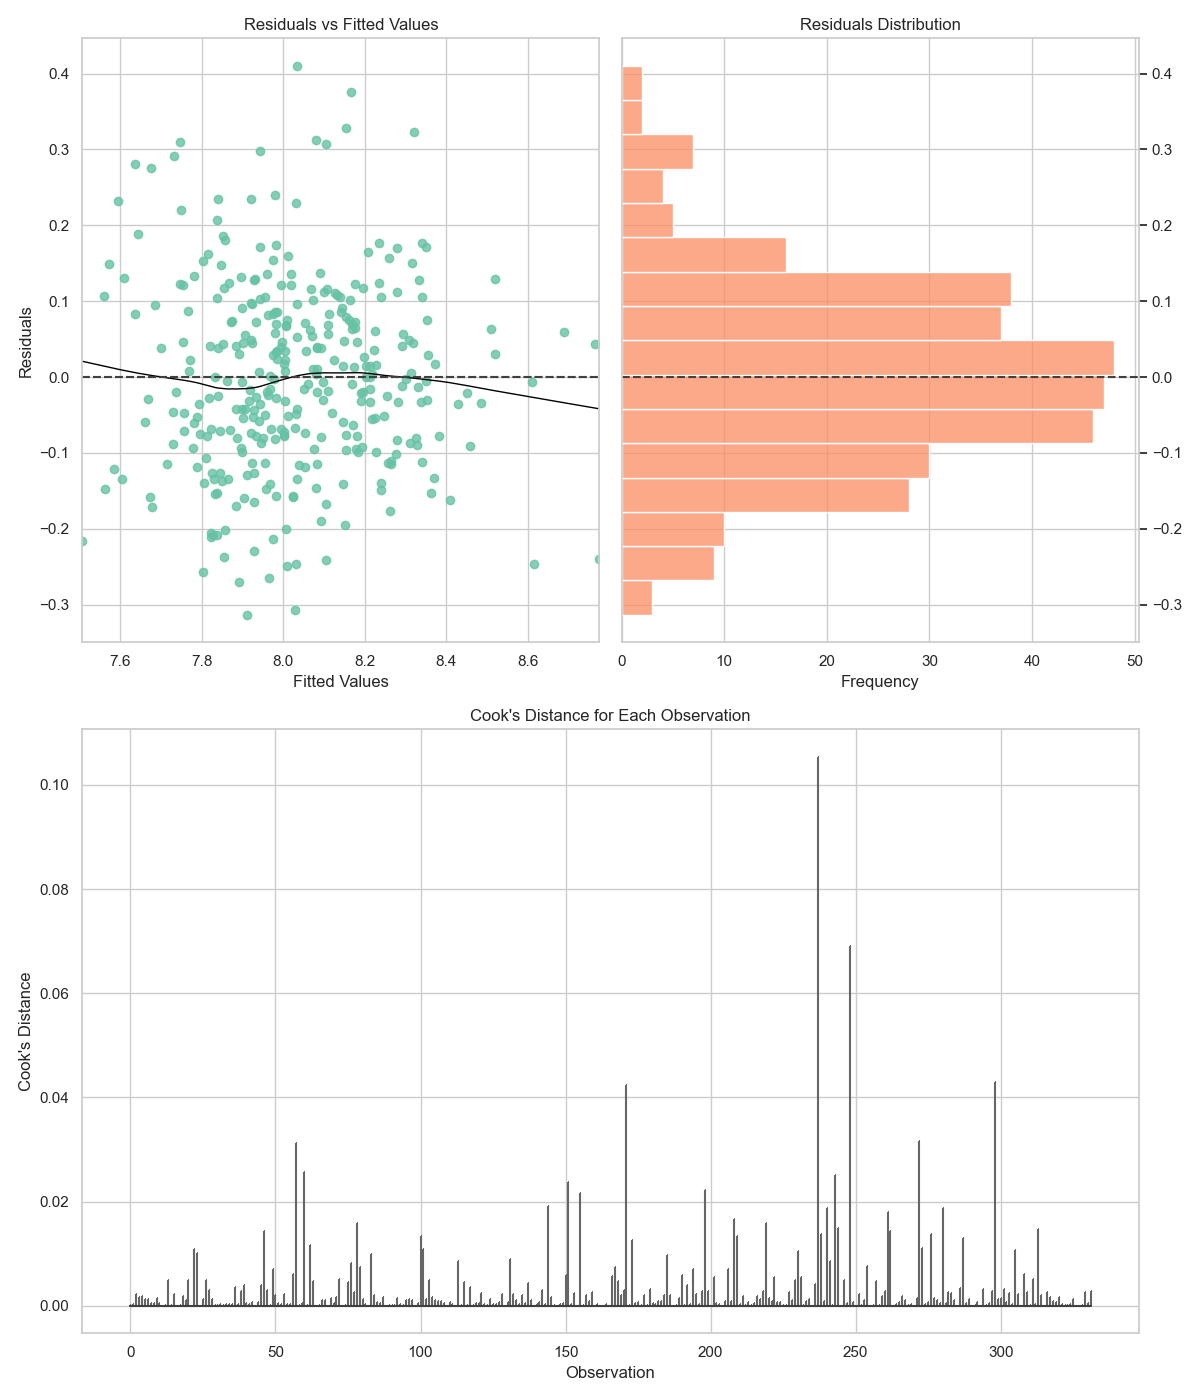 Residuals vs Fitted Values
Residuals Distribution
Residuals
0.4
0.3
0.2
0.1
0.0
−0.1
−0.2
−0.3
7.6 7.8 8.0 8.2 8.4 8.6
Fitted Values
0.4
0.3
0.2
0.1
0.0
−0.1
−0.2
−0.3
0 10 20 30 40 50
Frequency
Cook's Distance for Each Observation
Cook's Distance
0.10
0.08
0.06
0.04
0.02
0.00
0 50 100 150 200 250 300
Observation